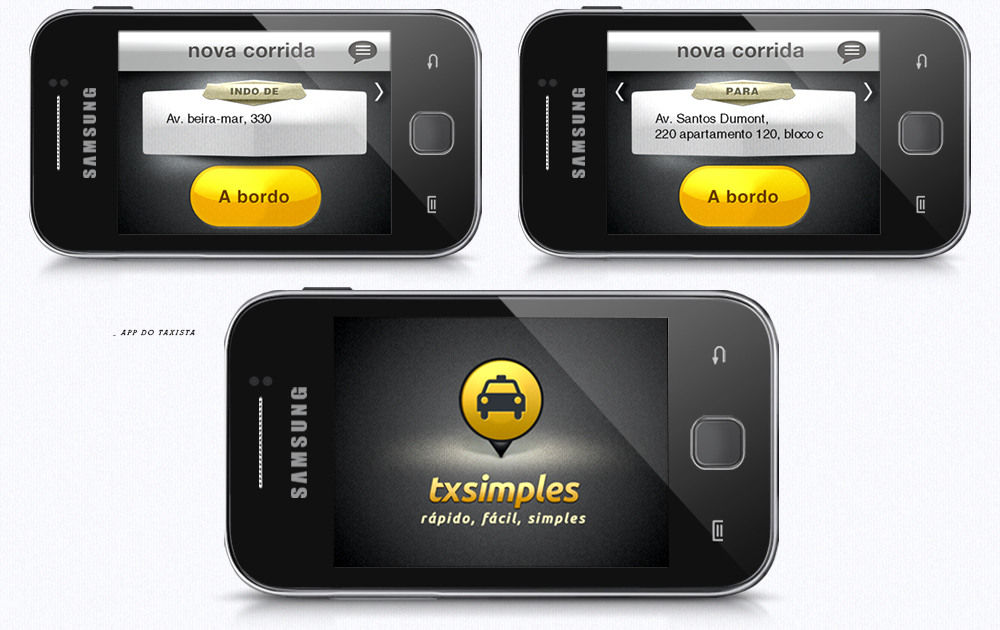 SAMSUNG
nova corrida
INDO DE
Av. beira-mar, 330
A bordo
SAMSUNG
nova corrida
PARA
Av. Santos Dumont,
220 apartamento 120, bloco c
A bordo
_ APP DO TAXISTA
SAMSUNG
txsimples
rápido, fácil, simples